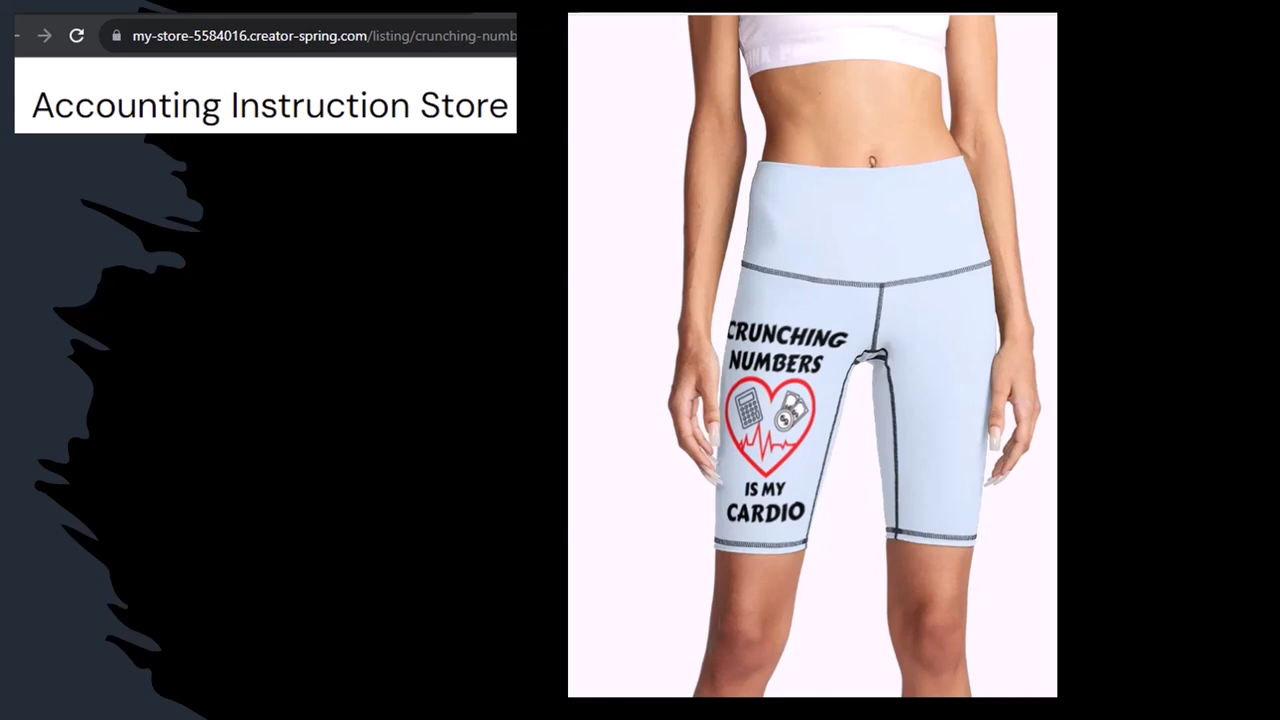 my-store-5584016.creator-spring.com/listing/crunching-numb
Accounting Instruction Store
CRUNCHING
NUMBERS
IS MY
CARDIO